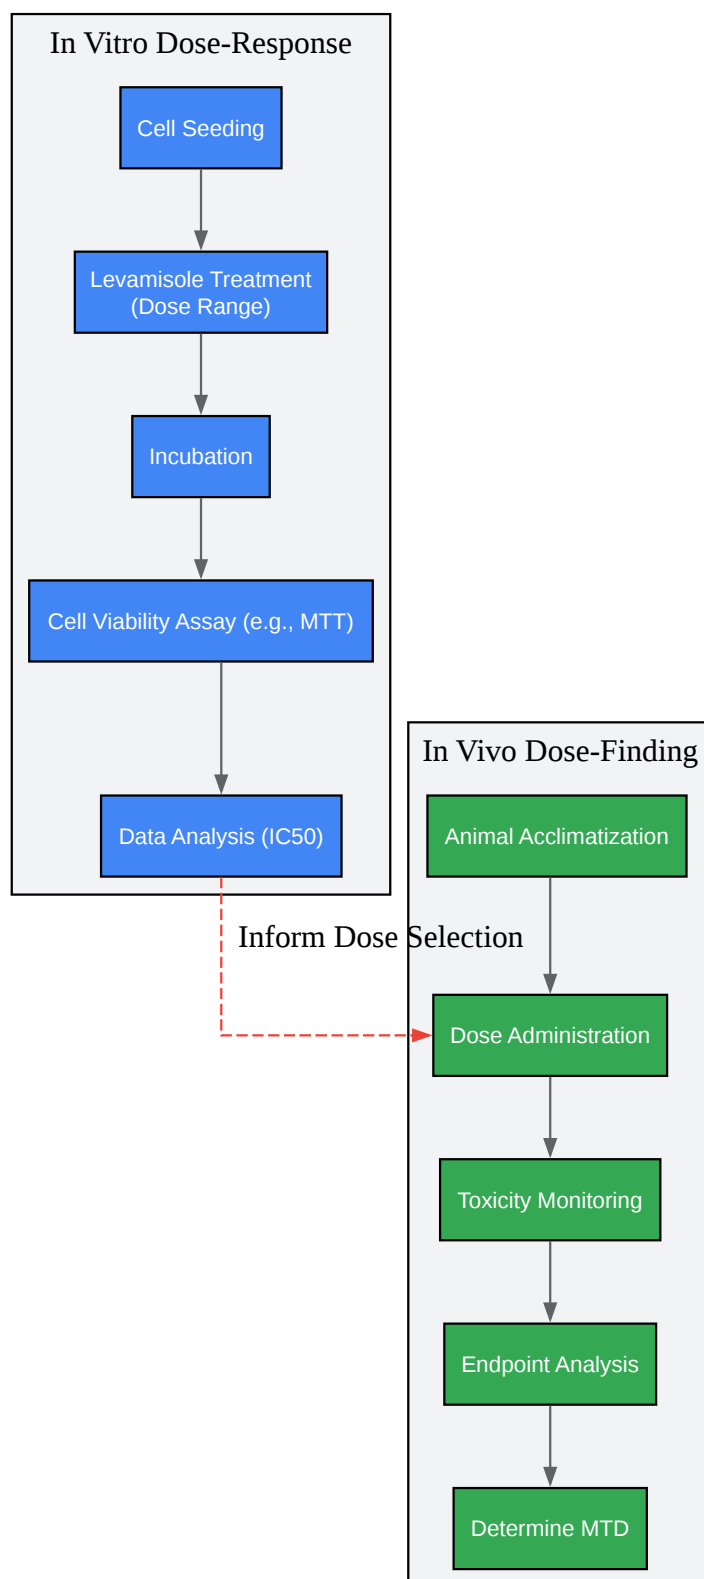 In Vitro Dose-Response
Cell Seeding
Levamisole Treatment
(Dose Range)
Incubation
Cell Viability Assay (e.g., MTT)
Data Analysis (IC50)
Inform Dose Selection
In Vivo Dose-Finding
Animal Acclimatization
Dose Administration
Toxicity Monitoring
Endpoint Analysis
Determine MTD